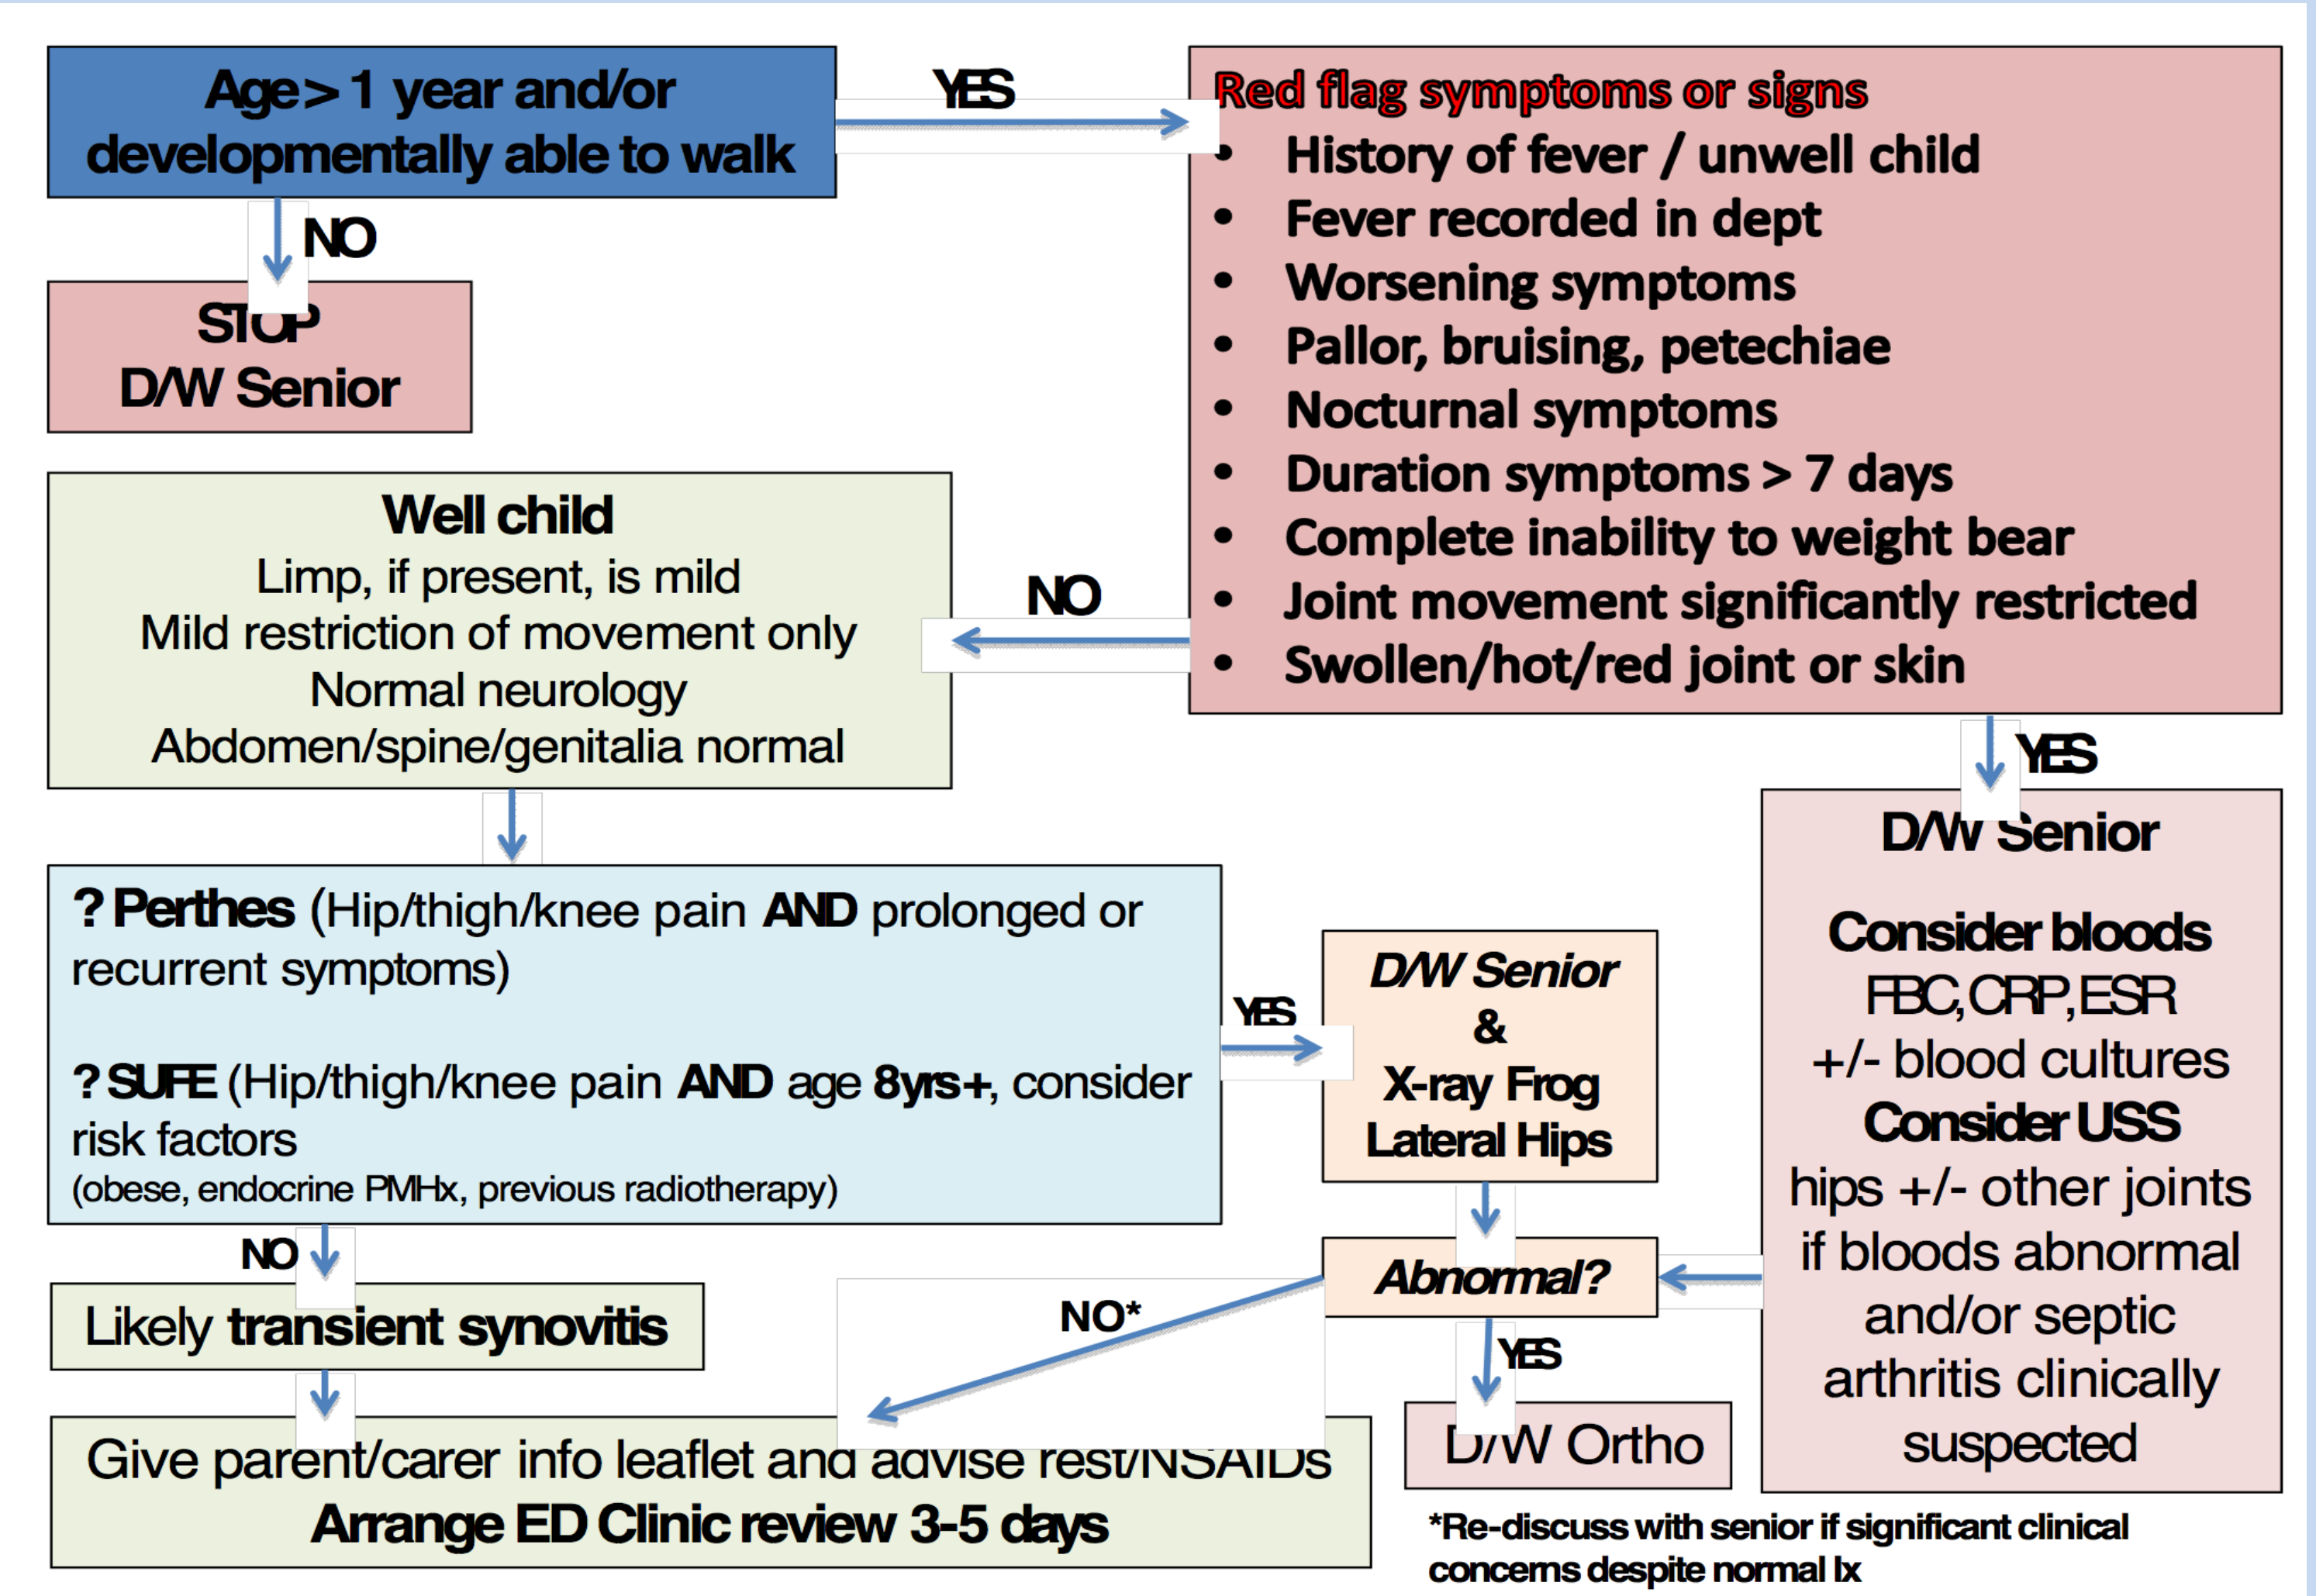 Age > 1 year and/or
developmentally able to walk
YES
Red flag symptoms or signs
• History of fever / unwell child
• Fever recorded in dept
• Worsening symptoms
• Pallor, bruising, petechiae
• Nocturnal symptoms
• Duration symptoms > 7 days
• Complete inability to weight bear
• Joint movement significantly restricted
• Swollen/hot/red joint or skin
NO
STOP
D/W Senior
NO
Well child
Limp, if present, is mild
Mild restriction of movement only
Normal neurology
Abdomen/spine/genitalia normal
YES
D/W Senior
Consider bloods
FBC, CRP, ESR
+/- blood cultures
Consider USS
hips +/- other joints
if bloods abnormal
and/or septic
arthritis clinically
suspected
? Perthes (Hip/thigh/knee pain AND prolonged or
recurrent symptoms)
? SUFE (Hip/thigh/knee pain AND age 8yrs+, consider
risk factors
(obese, endocrine PMHx, previous radiotherapy)
YES
D/W Senior
&
X-ray Frog
Lateral Hips
Abnormal?
NO
Likely transient synovitis
NO*
YES
D/W Ortho
Give parent/carer info leaflet and advise rest/NSAIDs
Arrange ED Clinic review 3-5 days
*Re-discuss with senior if significant clinical
concerns despite normal Ix